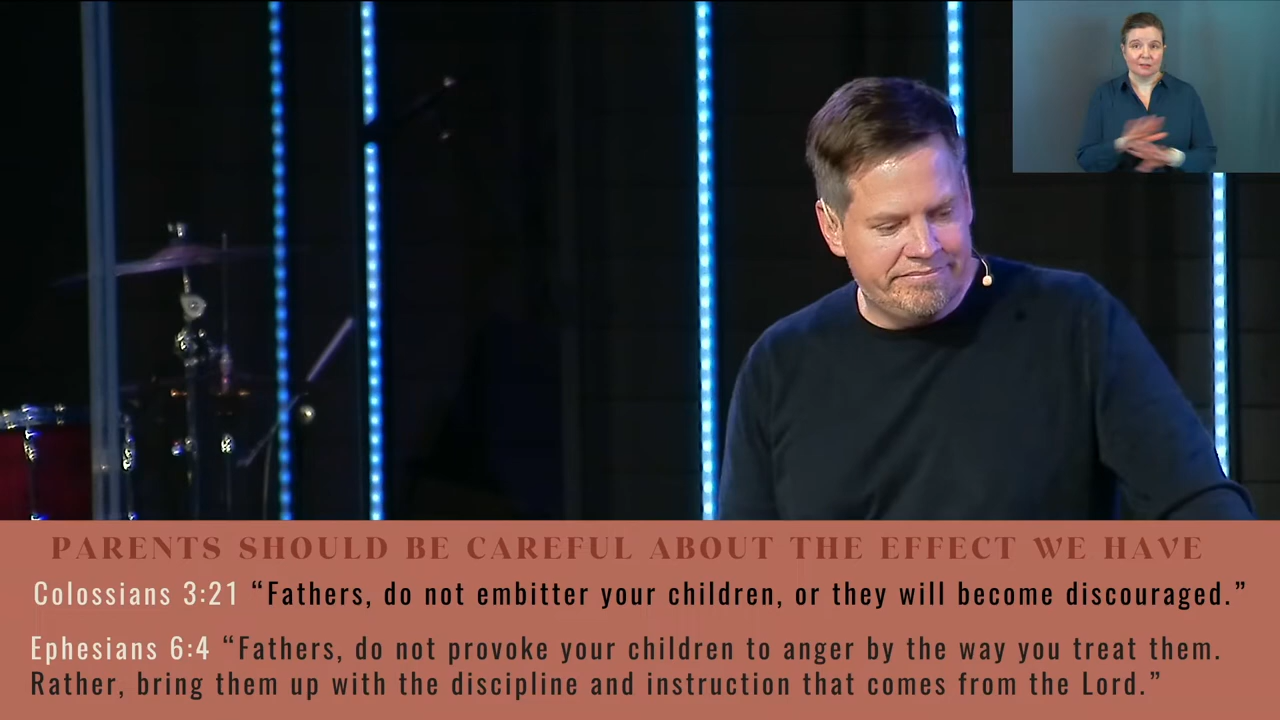 PARENTS SHOULD BE CAREFUL ABOUT THE EFFECT WE HAVE
Colossians 3:21 “Fathers, do not embitter your children, or they will become discouraged.”
Ephesians 6:4 “Fathers, do not provoke your children to anger by the way you treat them.
Rather, bring them up with the discipline and instruction that comes from the Lord.”